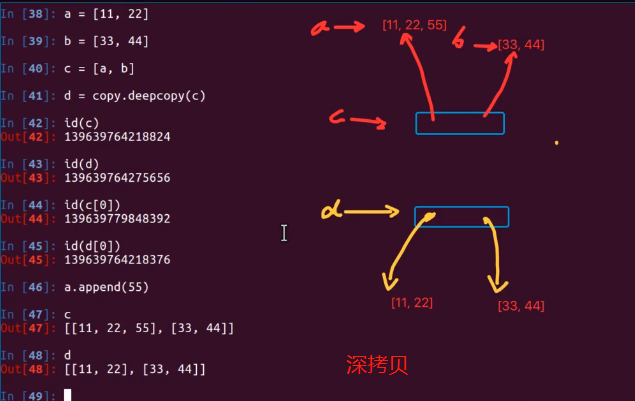 In [38]: a = [11, 22]
In [39]: b = [33, 44]
In [40]: c = [a, b]
In [41]: d = copy.deepcopy(c)
In [42]: id(c)
Out[42]: 139639764218824
In [43]: id(d)
Out[43]: 139639764275656
In [44]: id(c[0])
Out[44]: 139639779848392
In [45]: id(d[0])
Out[45]: 139639764218376
In [46]: a.append(55)
In [47]: c
Out[47]: [[11, 22, 55], [33, 44]]
In [48]: d
Out[48]: [[11, 22], [33, 44]]
In [49]:
a
[11, 22, 55]
b
[33, 44]
c
d
[11, 22]
[33, 44]
深拷贝